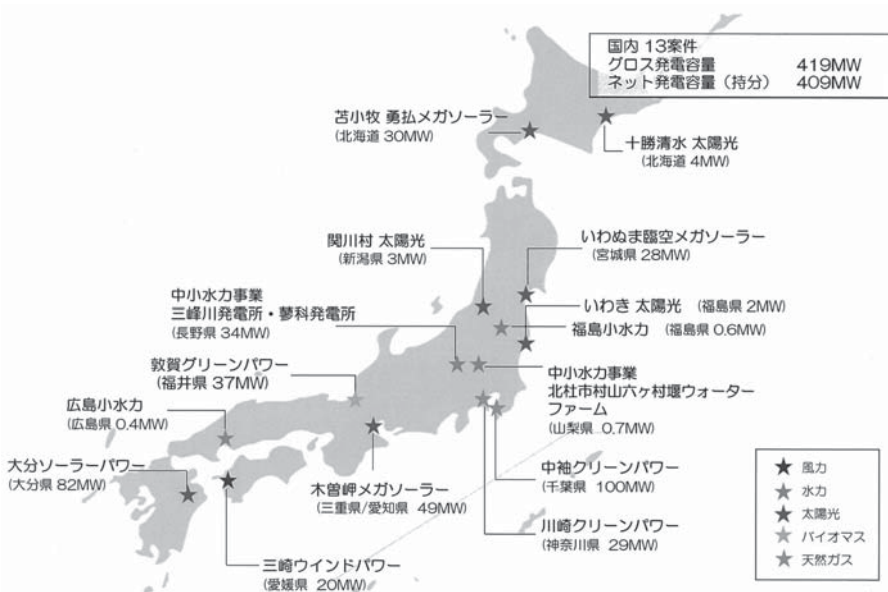 国内 13案件
グロス発電容量 419MW
ネット発電容量（持分） 409MW
苫小牧 勇払メガソーラー
(北海道 30MW)
十勝清水 太陽光
(北海道 4MW)
関川村 太陽光
(新潟県 3MW)
いわぬま臨空メガソーラー
(宮城県 28MW)
中小水力事業
三峰川発電所・蓼科発電所
(長野県 34MW)
いわき 太陽光 (福島県 2MW)
福島小水力 (福島県 0.6MW)
敦賀グリーンパワー
(福井県 37MW)
中小水力事業
北杜市村山六ヶ村堰ウォーター
ファーム
(山梨県 0.7MW)
広島小水力
(広島県 0.4MW)
大分ソーラーパワー
(大分県 82MW)
木曽岬メガソーラー
(三重県/愛知県 49MW)
中袖クリーンパワー
(千葉県 100MW)
川崎クリーンパワー
(神奈川県 29MW)
三崎ウインドパワー
(愛媛県 20MW)
風力
水力
太陽光
バイオマス
天然ガス